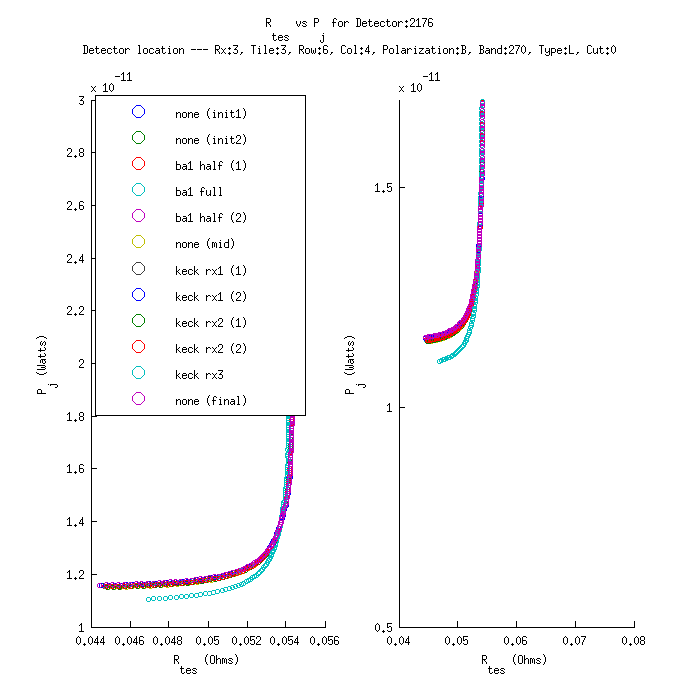 R tes vs P j for Detector:2176
Detector location --- Rx:3, Tile:3, Row:6, Col:4, Polarization:B, Band:270, Type:L, Cut:0
x 10 -11
3
2.8
2.6
2.4
2.2
2
1.8
1.6
1.4
1.2
1
P j (Watts)
none (init1)
none (init2)
ba1 half (1)
ba1 full
ba1 half (2)
none (mid)
keck rx1 (1)
keck rx1 (2)
keck rx2 (1)
keck rx2 (2)
keck rx3
none (final)
0.044 0.046 0.048 0.05 0.052 0.054 0.056
R tes (Ohms)
x 10 -11
1.5
1
0.5
P j (Watts)
0.04 0.05 0.06 0.07 0.08
R tes (Ohms)